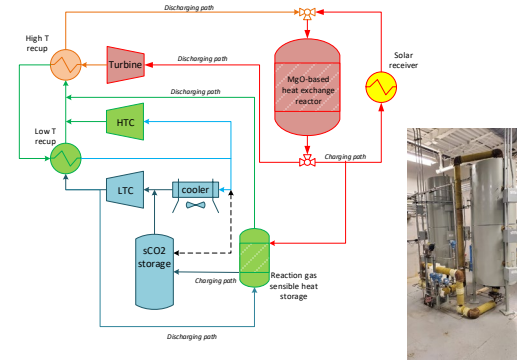 Discharging path
High T
recup
Discharging path
Turbine
Solar
receiver
MgO-based
heat exchange
reactor
Discharging path
HTC
Low T
recup
Charging path
LTC
cooler
sCO2
storage
Reaction gas
sensible heat
storage
Charging path
Discharging path